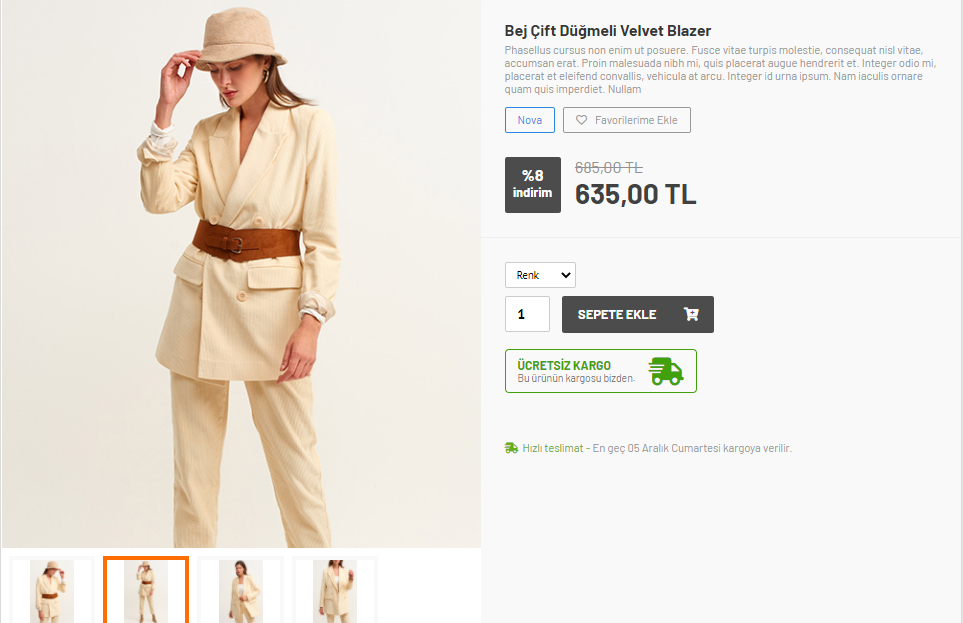 Bej Çift Düğmeli Velvet Blazer
Phasellus cursus non enim ut posuere. Fusce vitae turpis molestie, consequat nisl vitae,
accumsan erat. Proin malesuada nibh mi, quis placerat augue hendrerit et. Integer odio mi,
placerat et eleifend convallis, vehicula at arcu. Integer id urna ipsum. Nam iaculis ornare
quam quis imperdiet. Nullam
Nova
Favorilerime Ekle
%8
indirim
685,00 TL
635,00 TL
Renk
1
SEPETE EKLE
ÜCRETSİZ KARGO
Bu ürünün kargosu bizden.
Hızlı teslimat - En geç 05 Aralık Cumartesi kargoya verilir.